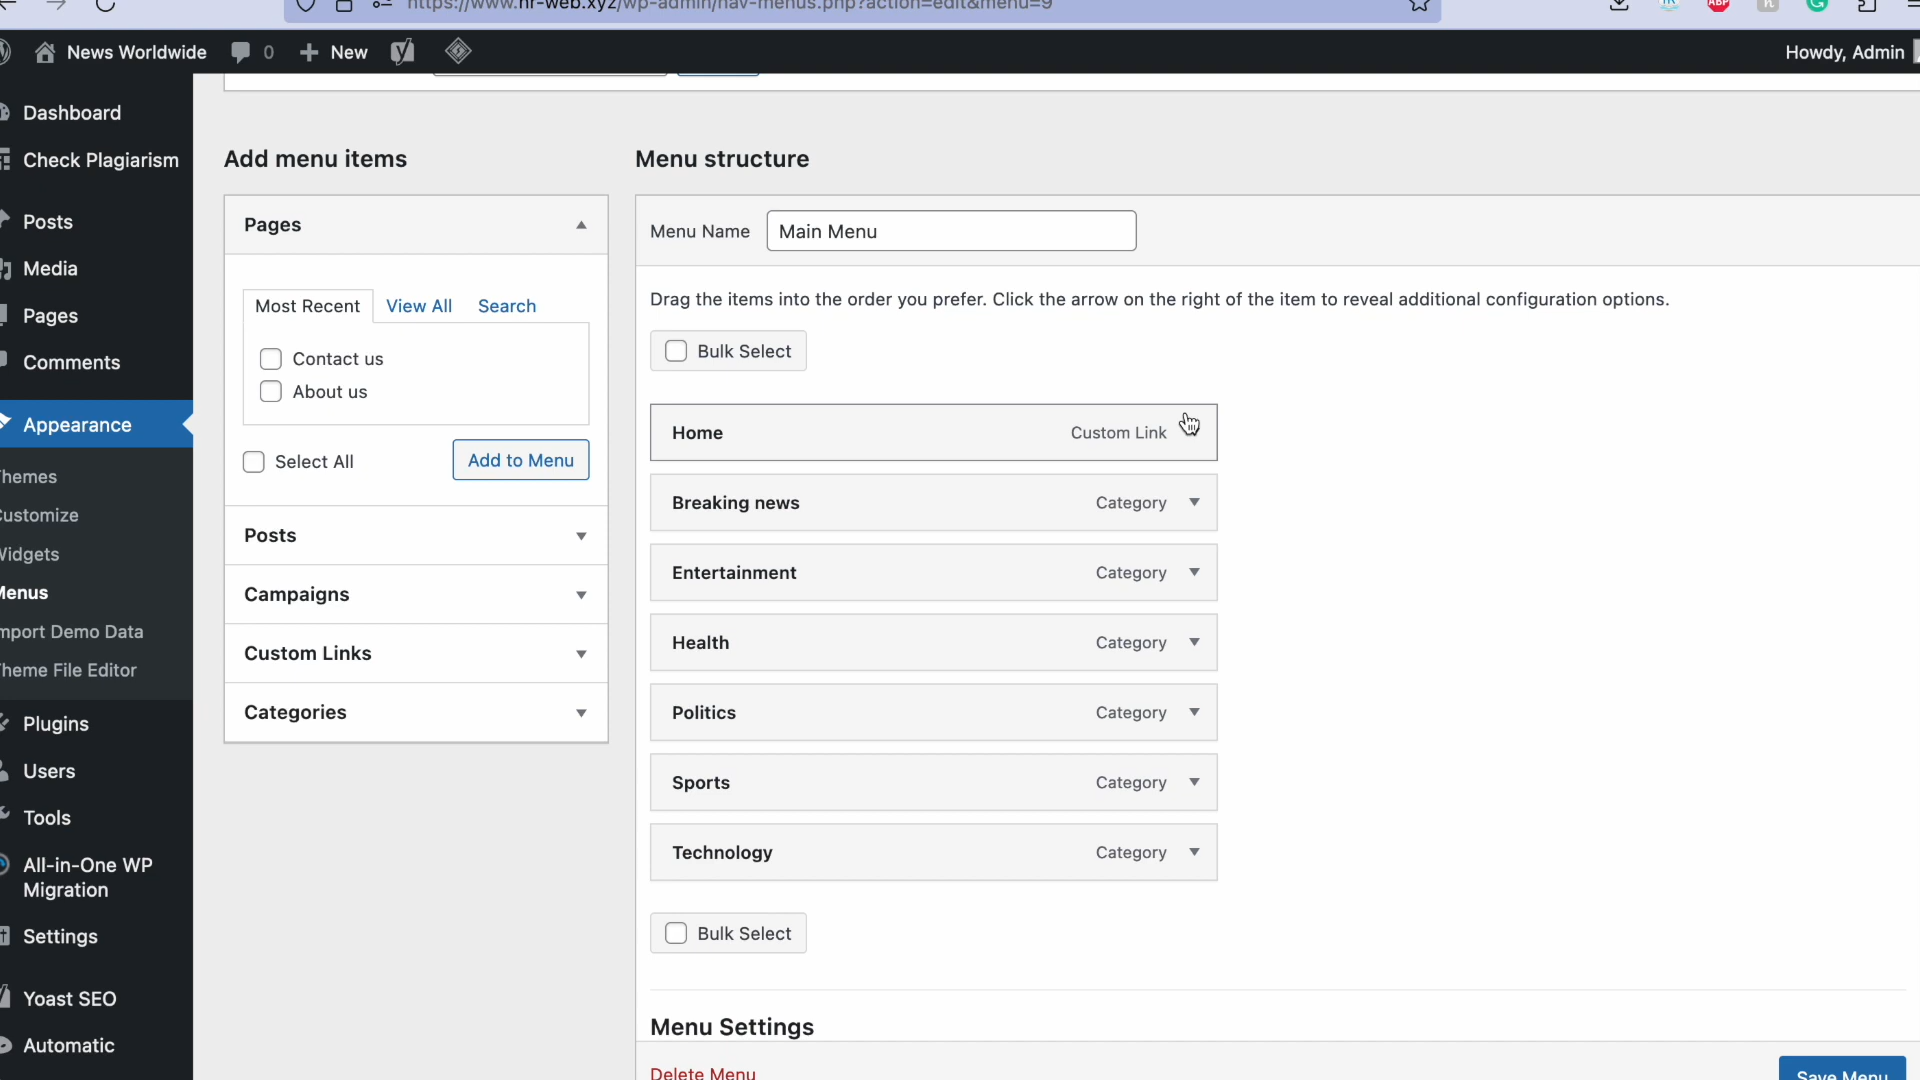 https://www.hr-web.xyz/wp-admin/nav-menus.php?action=edit&menu=9
News Worldwide
0
New
Howdy, Admin
Dashboard
Check Plagiarism
Posts
Media
Pages
Comments
Appearance
hemes
ustomize
Widgets
Menus
mport Demo Data
heme File Editor
Plugins
Users
Tools
All-in-One WP
Migration
Settings
Yoast SEO
Automatic
Add menu items
Pages
Most Recent
View All
Search
Contact us
About us
Select All
Add to Menu
Posts
Campaigns
Custom Links
Categories
Menu structure
Menu Name
Main Menu
Drag the items into the order you prefer. Click the arrow on the right of the item to reveal additional configuration options.
Bulk Select
Home Custom Link
Breaking news Category
Entertainment Category
Health Category
Politics Category
Sports Category
Technology Category
Bulk Select
Menu Settings
Delete Menu
Save Menu
ABP